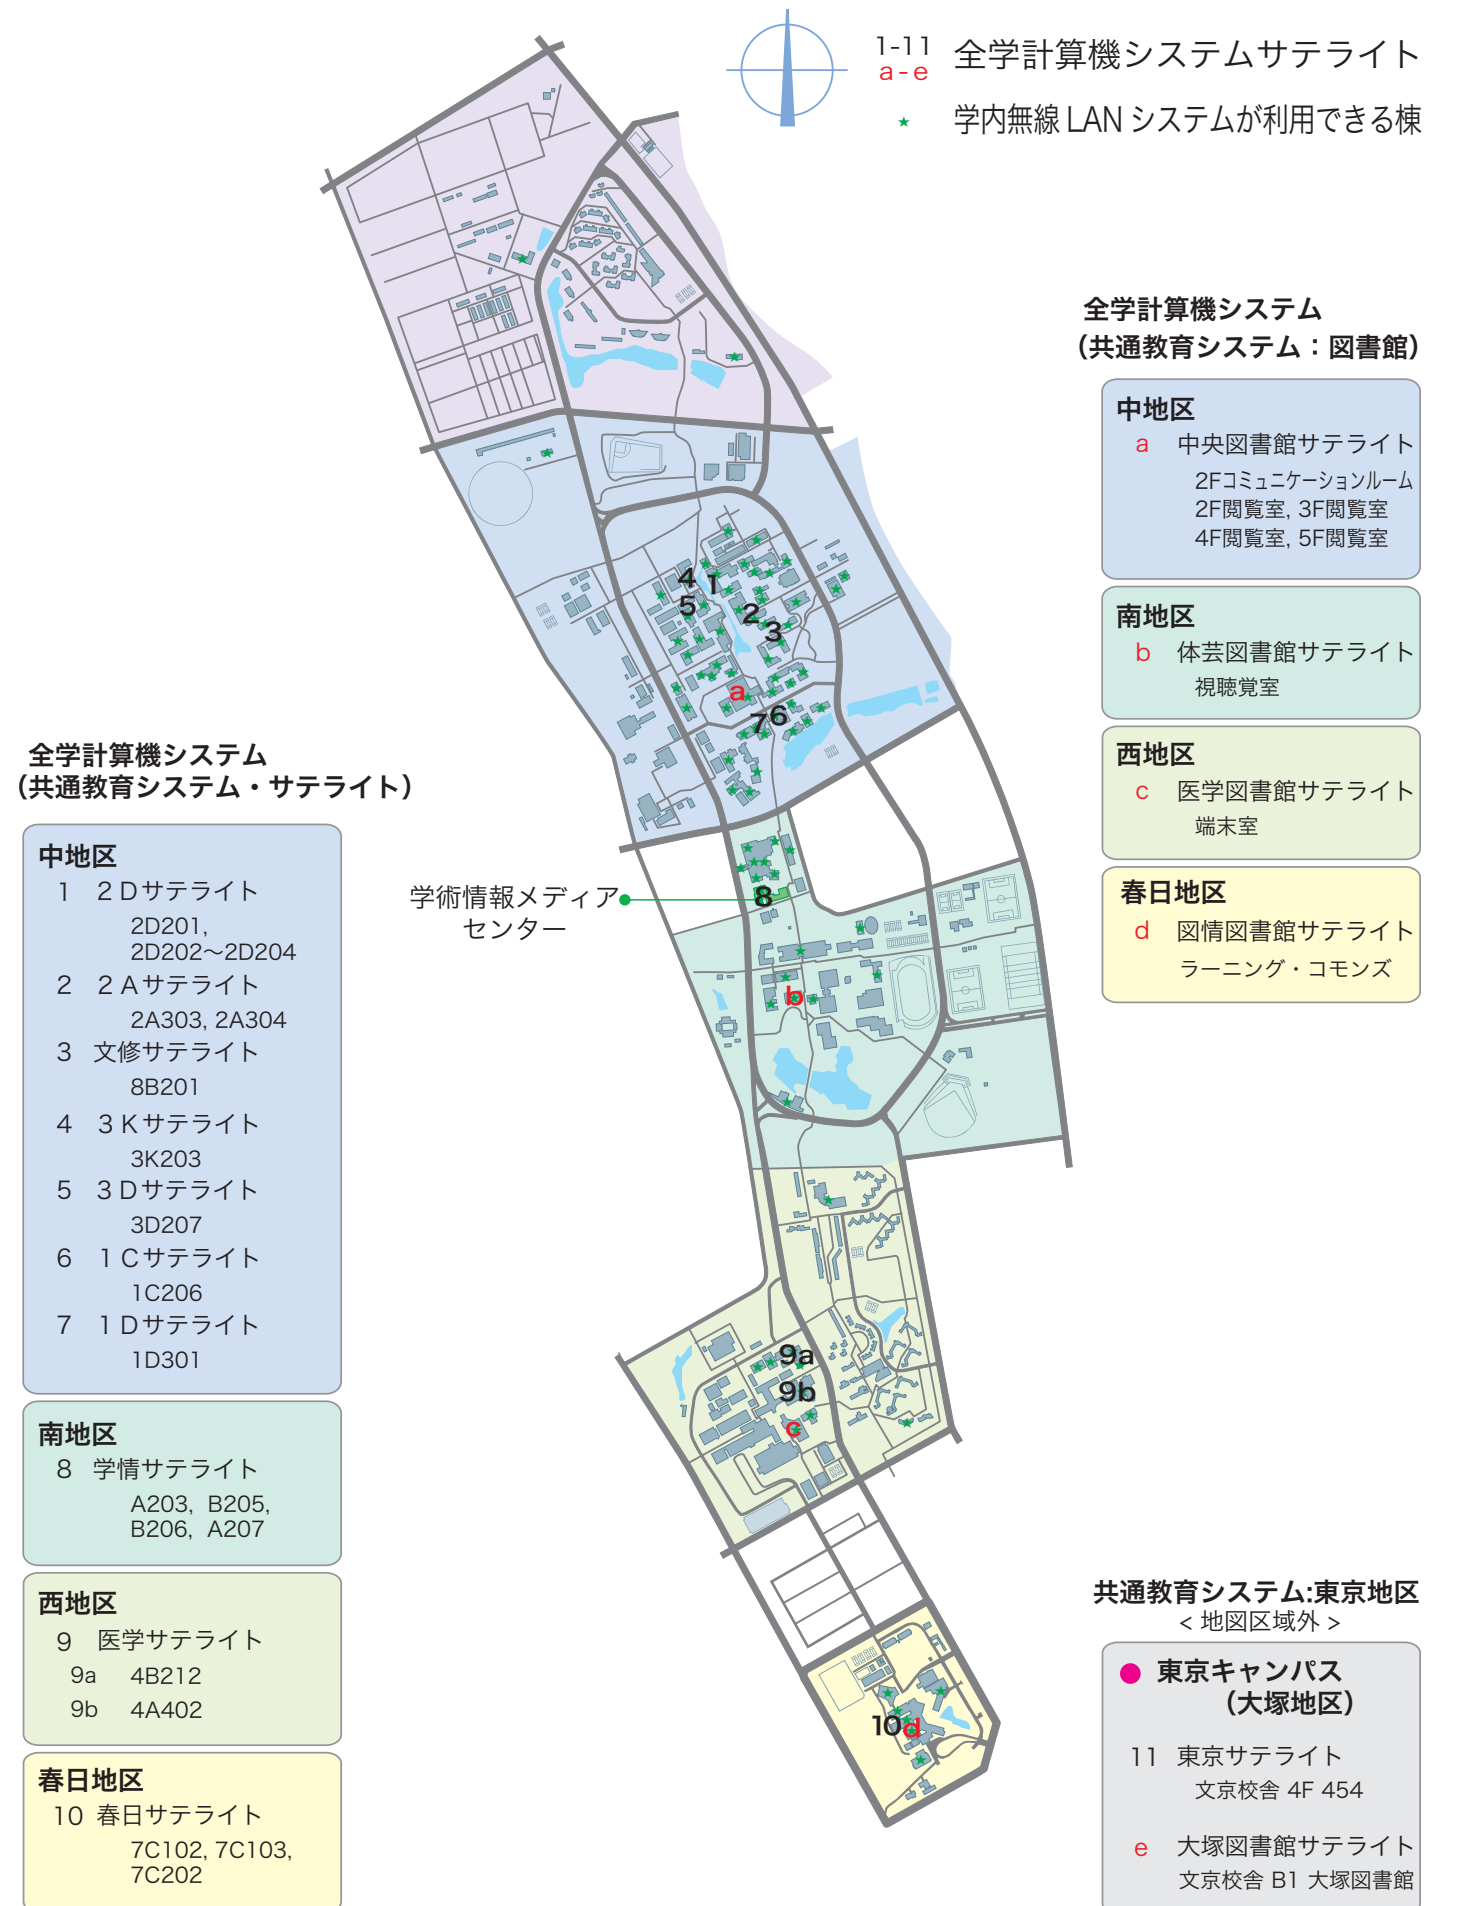 1-11 全学計算機システムサテライト
a-e
★ 学内無線 LAN システムが利用できる棟
全学計算機システム
（共通教育システム：図書館）
中地区
a 中央図書館サテライト
2Fコミュニケーションルーム
2F閲覧室, 3F閲覧室
4F閲覧室, 5F閲覧室
南地区
b 体芸図書館サテライト
視聴覚室
西地区
c 医学図書館サテライト
端末室
春日地区
d 図情図書館サテライト
ラーニング・コモンズ
4
1
5
2
3
a
7
6
8
b
9a
9b
c
10
d
学術情報メディア
センター
全学計算機システム
（共通教育システム・サテライト）
中地区
1 2Dサテライト
2D201,
2D202～2D204
2 2Aサテライト
2A303, 2A304
3 文修サテライト
8B201
4 3Kサテライト
3K203
5 3Dサテライト
3D207
6 1Cサテライト
1C206
7 1Dサテライト
1D301
南地区
8 学情サテライト
A203, B205,
B206, A207
西地区
9 医学サテライト
9a 4B212
9b 4A402
春日地区
10 春日サテライト
7C102, 7C103,
7C202
共通教育システム:東京地区
< 地図区域外 >
東京キャンパス
（大塚地区）
11 東京サテライト
文京校舎 4F 454
e 大塚図書館サテライト
文京校舎 B1 大塚図書館